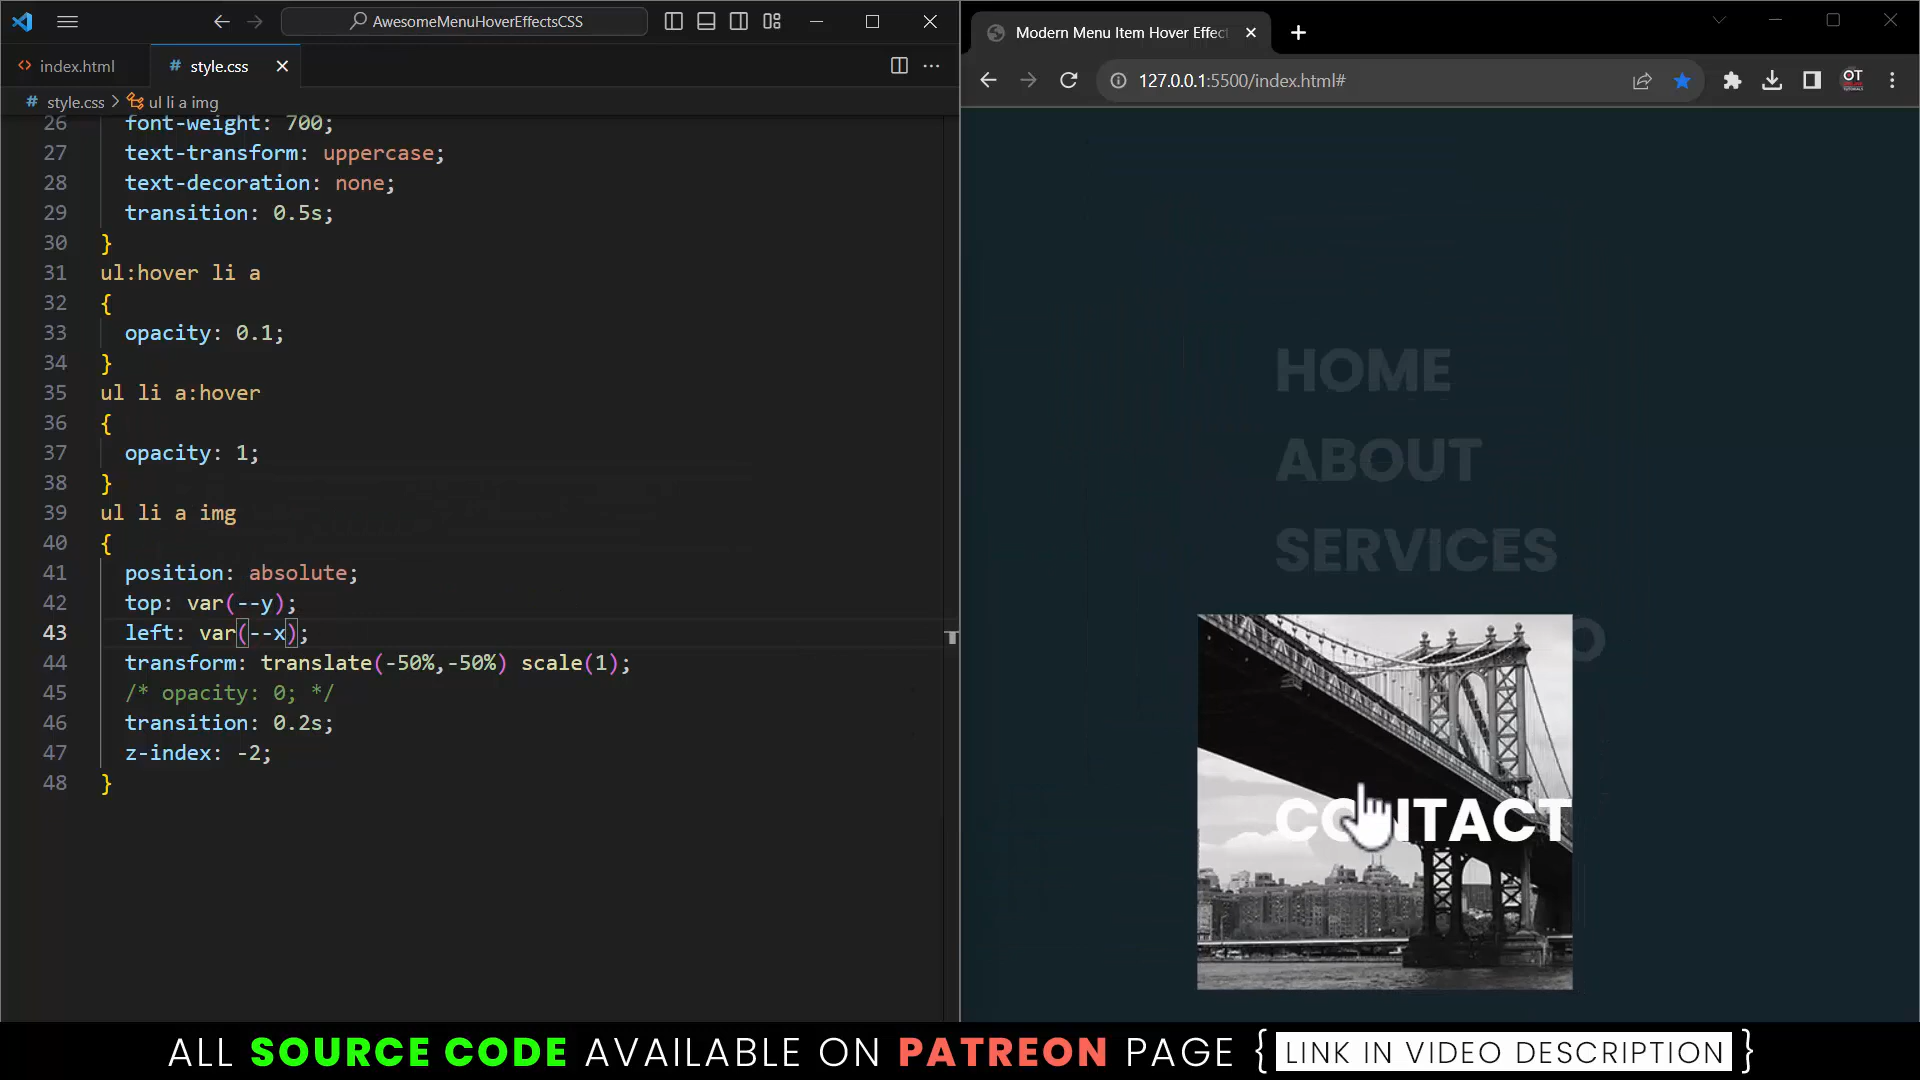 AwesomeMenuHoverEffectsCSS
index.html
# style.css
# style.css > ul li a img
26 font-weight: 700;
27 text-transform: uppercase;
28 text-decoration: none;
29 transition: 0.5s;
30 }
31 ul:hover li a
32 {
33 opacity: 0.1;
34 }
35 ul li a:hover
36 {
37 opacity: 1;
38 }
39 ul li a img
40 {
41 position: absolute;
42 top: var(--y);
43 left: var(--x);
44 transform: translate(-50%,-50%) scale(1);
45 /* opacity: 0; */
46 transition: 0.2s;
47 z-index: -2;
48 }
Modern Menu Item Hover Effec
127.0.0.1:5500/index.html#
OT
HOME
ABOUT
SERVICES
O
CONTACT
ALL SOURCE CODE AVAILABLE ON PATREON PAGE { LINK IN VIDEO DESCRIPTION }